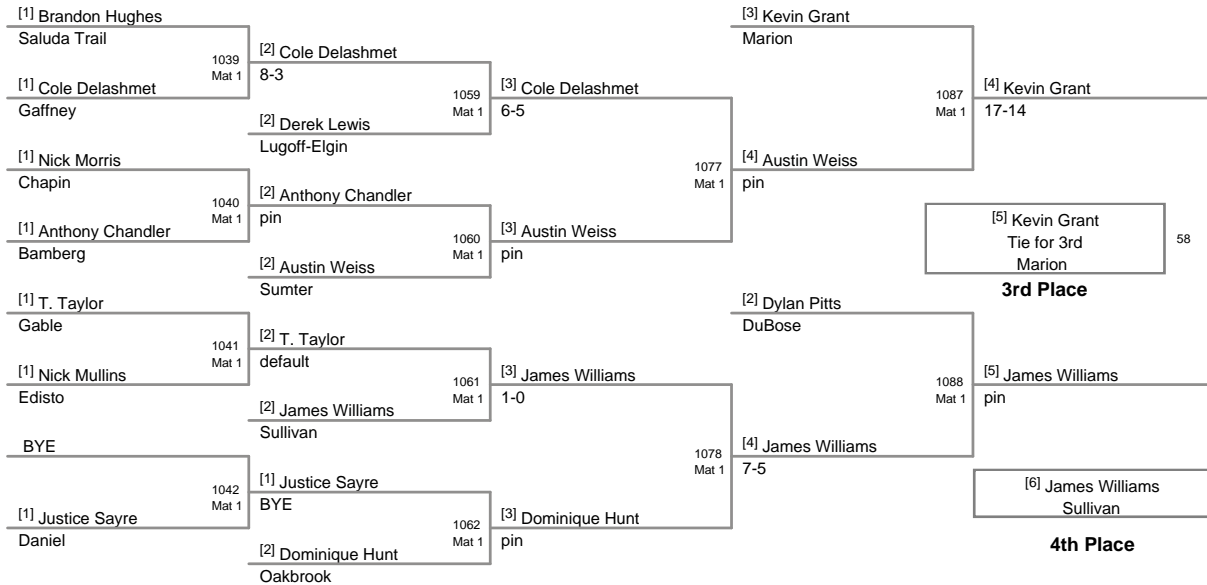 [1] Brandon Hughes
Saluda Trail
1039
Mat 1
[1] Cole Delashmet
Gaffney
[1] Nick Morris
Chapin
1040
Mat 1
[1] Anthony Chandler
Bamberg
[1] T. Taylor
Gable
1041
Mat 1
[1] Nick Mullins
Edisto
BYE
1042
Mat 1
[1] Justice Sayre
Daniel
[2] Cole Delashmet
8-3
1059
Mat 1
[2] Derek Lewis
Lugoff-Elgin
[2] Anthony Chandler
pin
1060
Mat 1
[2] Austin Weiss
Sumter
[2] T. Taylor
default
1061
Mat 1
[2] James Williams
Sullivan
[1] Justice Sayre
BYE
1062
Mat 1
[2] Dominique Hunt
Oakbrook
[3] Cole Delashmet
6-5
1077
Mat 1
[3] Austin Weiss
pin
[3] James Williams
1-0
1078
Mat 1
[3] Dominique Hunt
pin
[3] Kevin Grant
Marion
1087
Mat 1
[4] Austin Weiss
pin
[2] Dylan Pitts
DuBose
1088
Mat 1
[4] James Williams
7-5
[4] Kevin Grant
17-14
[5] Kevin Grant
Tie for 3rd
Marion
58
3rd Place
[5] James Williams
pin
[6] James Williams
Sullivan
4th Place